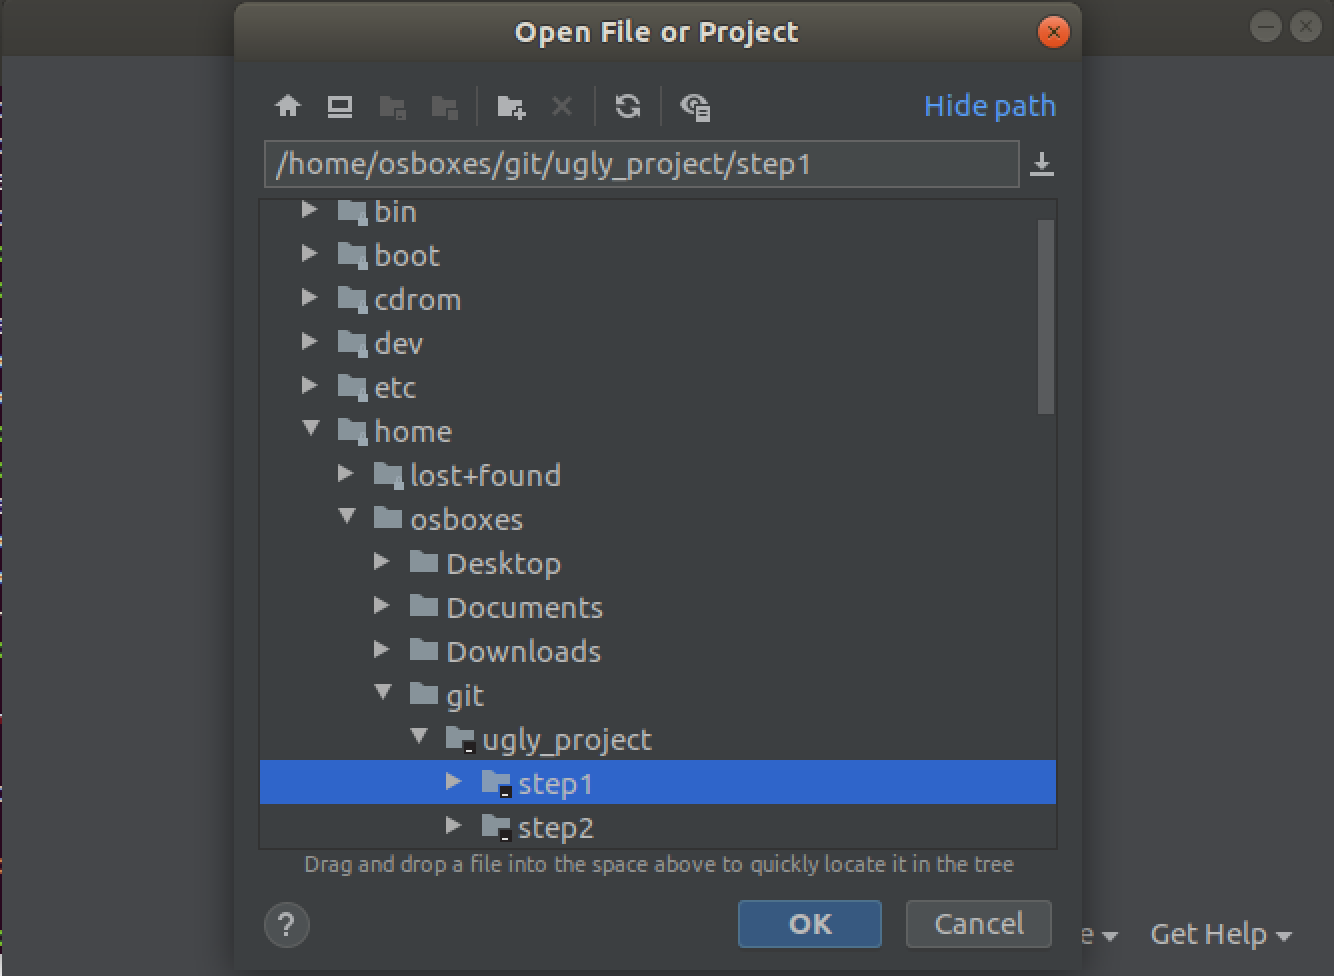 Open File or Project
Hide path
/home/osboxes/git/ugly_project/step1
bin
boot
cdrom
dev
etc
home
lost+found
osboxes
Desktop
Documents
Downloads
git
ugly_project
step1
step2
Drag and drop a file into the space above to quickly locate it in the tree
? OK Cancel
e Get Help